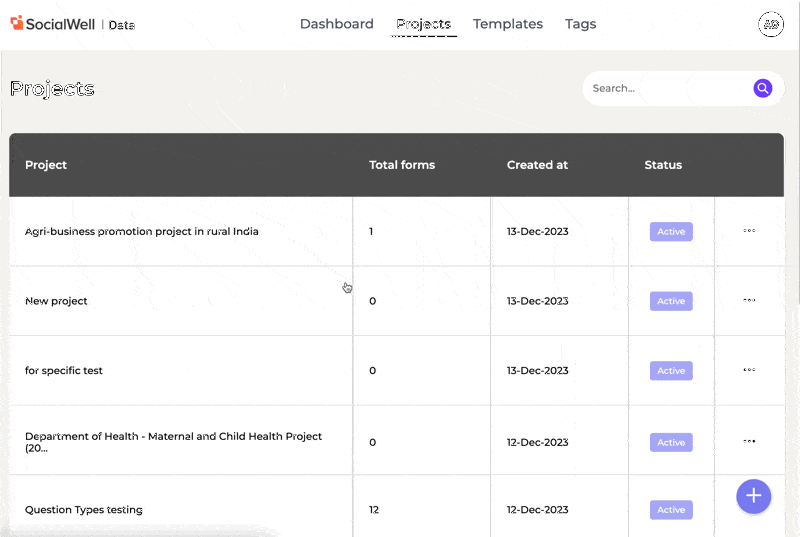 SocialWell | Data
Dashboard Projects Templates Tags
AD
Projects
Search...
Project Total forms Created at Status
Agri-business promotion project in rural India 1 13-Dec-2023 Active
New project 0 13-Dec-2023 Active
for specific test 0 13-Dec-2023 Active
Department of Health - Maternal and Child Health Project
(20... 0 12-Dec-2023 Active
Question Types testing 12 12-Dec-2023 Active